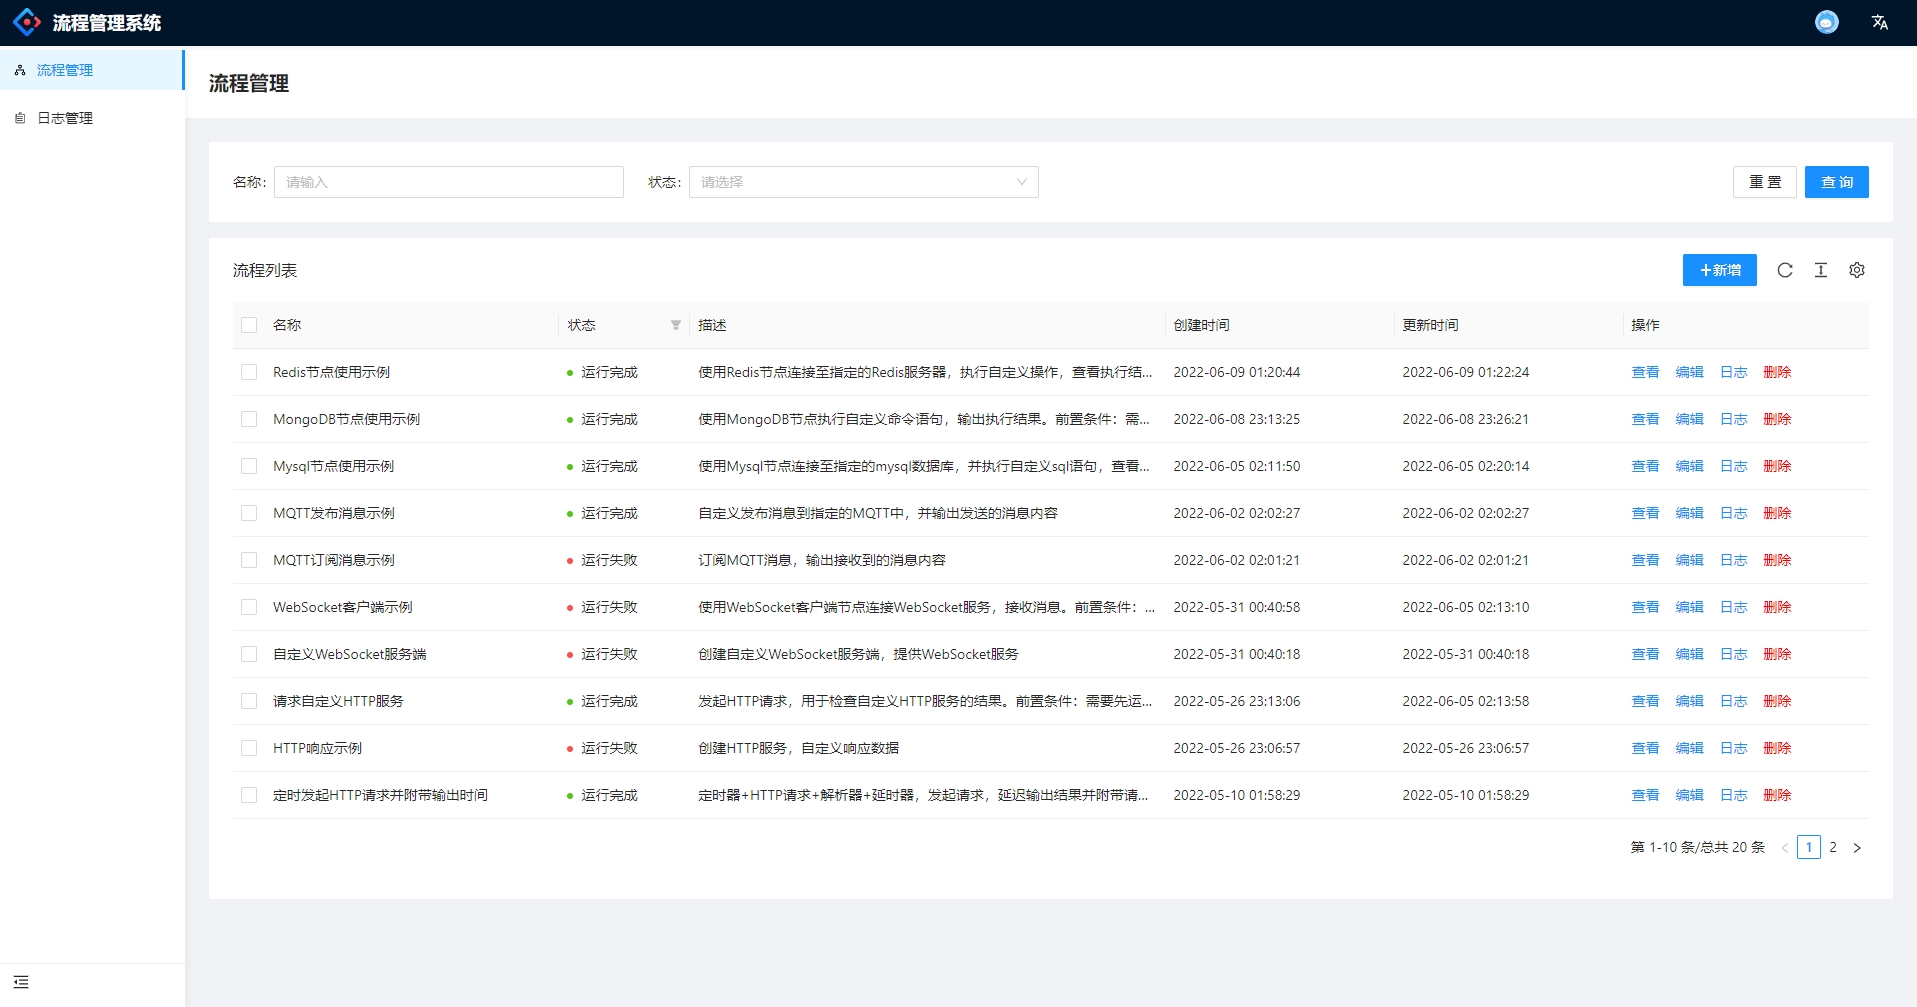 流程管理系统
流程管理
日志管理
流程管理
名称: 请输入 状态: 请选择 重 置 查 询
流程列表 +新增
名称 状态 描述 创建时间 更新时间 操作
Redis节点使用示例 运行完成 使用Redis节点连接至指定的Redis服务器，执行自定义操作，查看执行结... 2022-06-09 01:20:44 2022-06-09 01:22:24 查看 编辑 日志 删除
MongoDB节点使用示例 运行完成 使用MongoDB节点执行自定义命令语句，输出执行结果。前置条件：需... 2022-06-08 23:13:25 2022-06-08 23:26:21 查看 编辑 日志 删除
Mysql节点使用示例 运行完成 使用Mysql节点连接至指定的mysql数据库，并执行自定义sql语句，查看... 2022-06-05 02:11:50 2022-06-05 02:20:14 查看 编辑 日志 删除
MQTT发布消息示例 运行完成 自定义发布消息到指定的MQTT中，并输出发送的消息内容 2022-06-02 02:02:27 2022-06-02 02:02:27 查看 编辑 日志 删除
MQTT订阅消息示例 运行失败 订阅MQTT消息，输出接收到的消息内容 2022-06-02 02:01:21 2022-06-02 02:01:21 查看 编辑 日志 删除
WebSocket客户端示例 运行失败 使用WebSocket客户端节点连接WebSocket服务，接收消息。前置条件：... 2022-05-31 00:40:58 2022-06-05 02:13:10 查看 编辑 日志 删除
自定义WebSocket服务端 运行失败 创建自定义WebSocket服务端，提供WebSocket服务 2022-05-31 00:40:18 2022-05-31 00:40:18 查看 编辑 日志 删除
请求自定义HTTP服务 运行完成 发起HTTP请求，用于检查自定义HTTP服务的结果。前置条件：需要先运... 2022-05-26 23:13:06 2022-06-05 02:13:58 查看 编辑 日志 删除
HTTP响应示例 运行失败 创建HTTP服务，自定义响应数据 2022-05-26 23:06:57 2022-05-26 23:06:57 查看 编辑 日志 删除
定时发起HTTP请求并附带输出时间 运行完成 定时器+HTTP请求+解析器+延时器，发起请求，延迟输出结果并附带请... 2022-05-10 01:58:29 2022-05-10 01:58:29 查看 编辑 日志 删除
第 1-10 条/总共 20 条 < 1 2 >